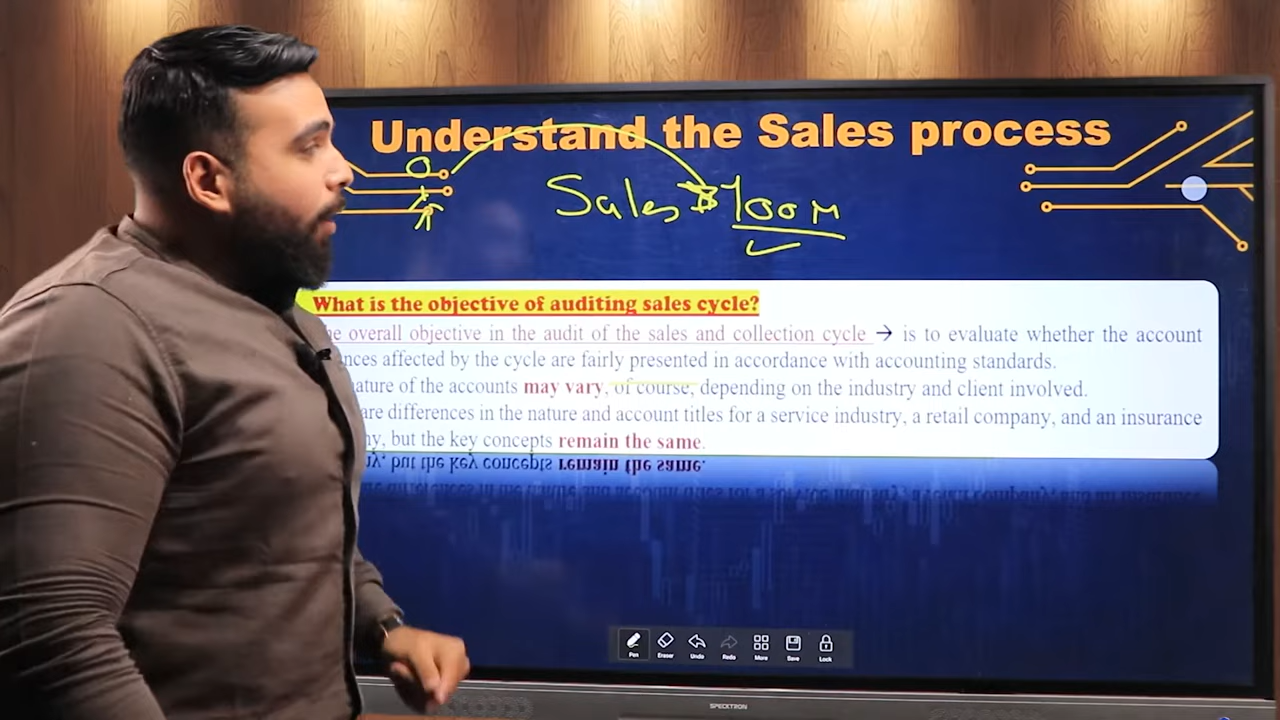 Understand the Sales process
Sales $100M
What is the objective of auditing sales cycle?
overall objective in the audit of the sales and collection cycle → is to evaluate whether the account
affected by the cycle are fairly presented in accordance with accounting standards.
of the accounts may vary, of course, depending on the industry and client involved.
are differences in the nature and account titles for a service industry, a retail company, and an insurance
but the key concepts remain the same.
Pen Eraser Undo Redo More Save Lock
SPECKTRON